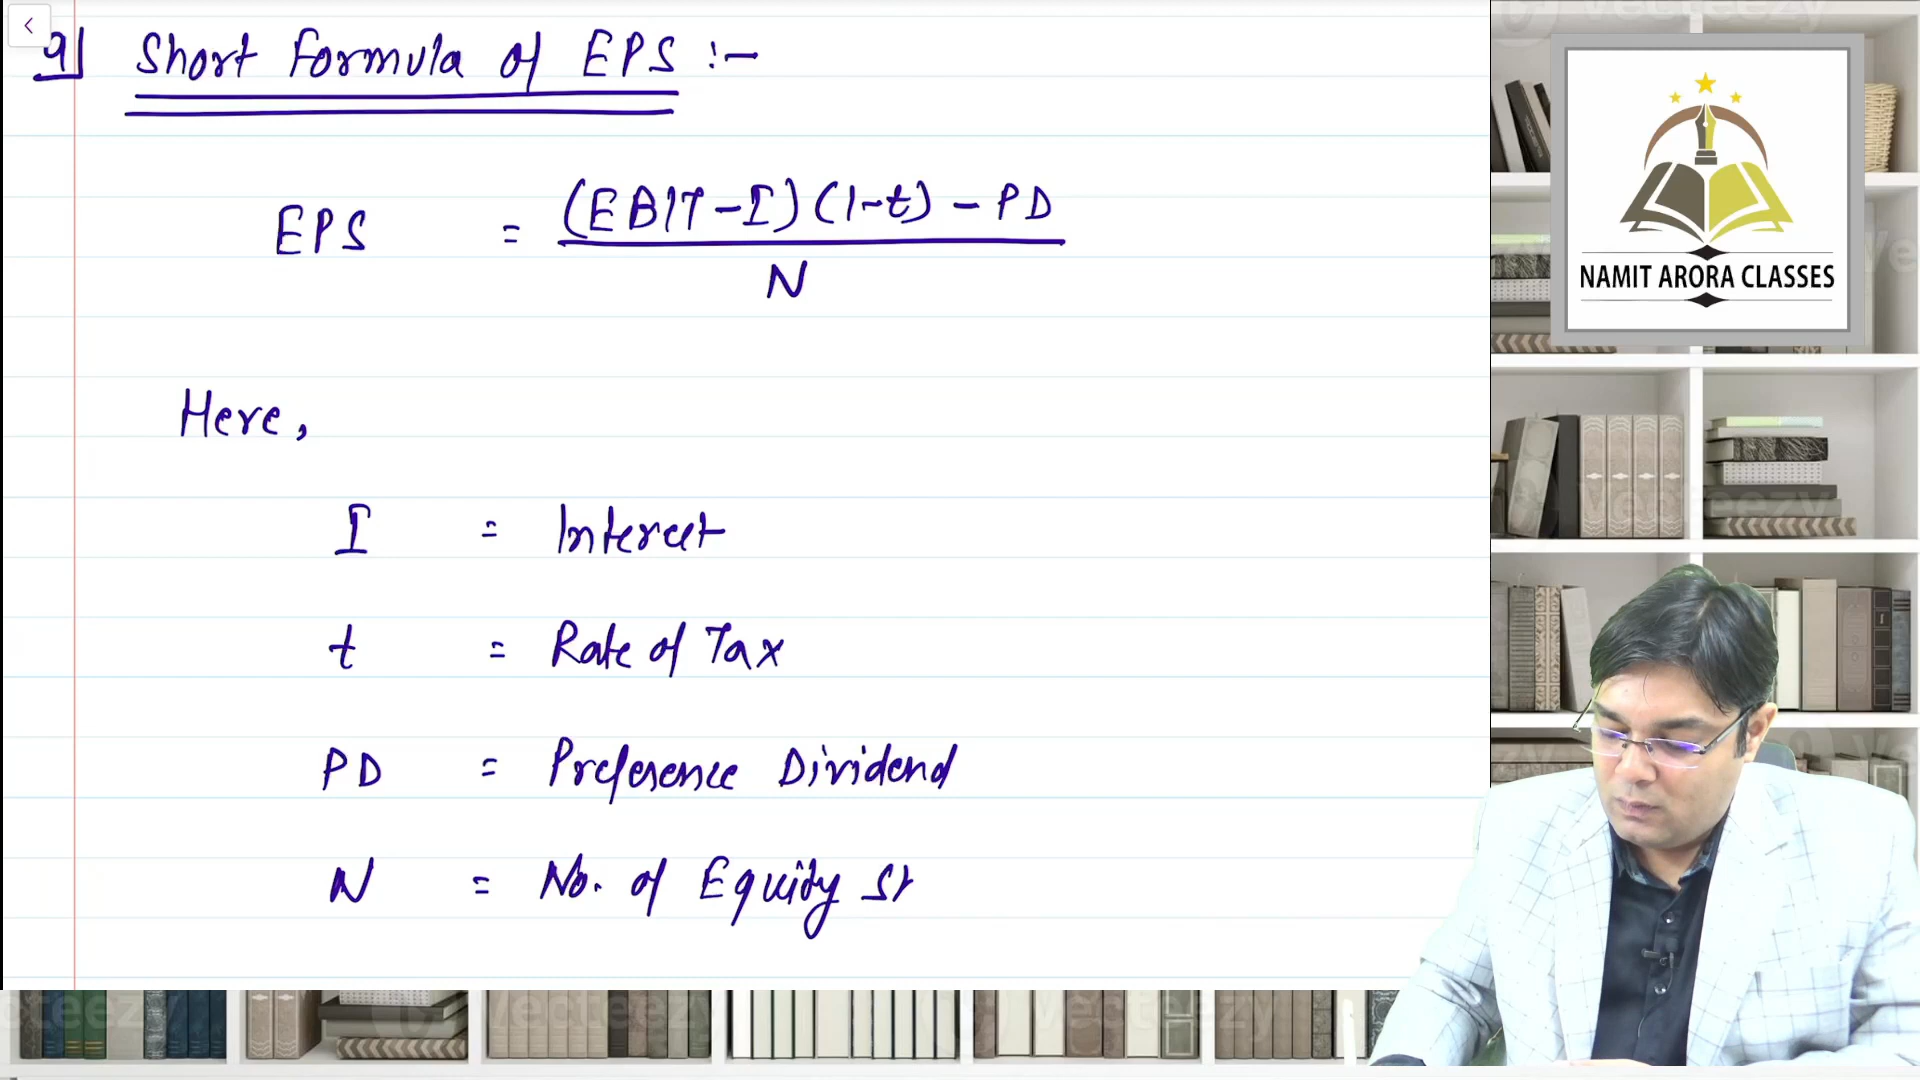 9] Short Formula of EPS :-
EPS = (EBIT-I) (1-t) - PD
N
Here,
I = Interest
t = Rate of Tax
PD = Preference Dividend
N = No. of Equity
NAMIT ARORA CLASSES
vecteezy